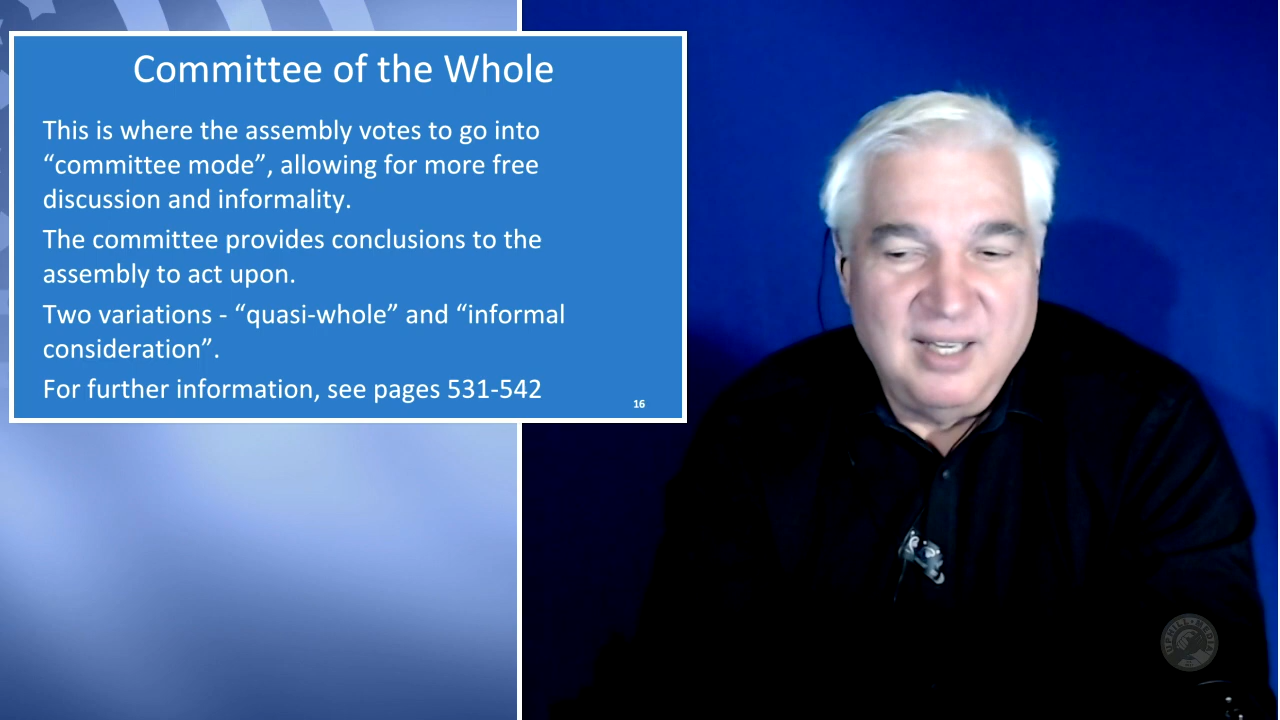 Committee of the Whole
This is where the assembly votes to go into
“committee mode”, allowing for more free
discussion and informality.
The committee provides conclusions to the
assembly to act upon.
Two variations - “quasi-whole” and “informal
consideration”.
For further information, see pages 531-542
16